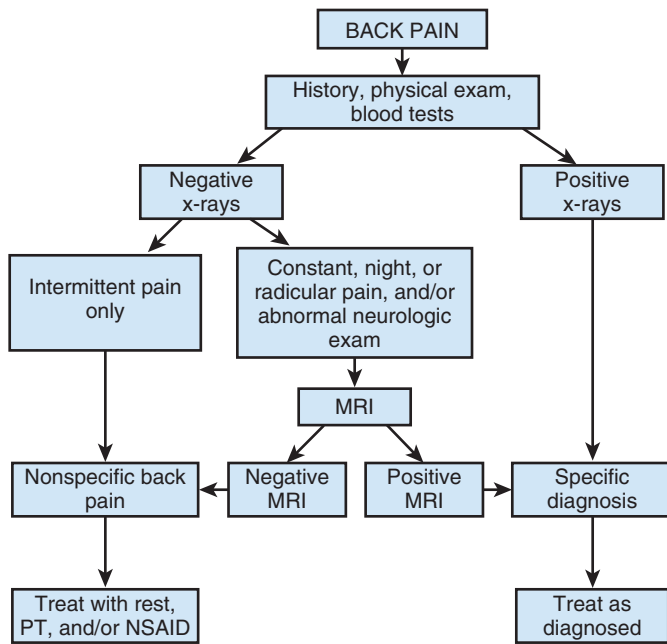 BACK PAIN
History, physical exam,
blood tests
Negative
x-rays
Positive
x-rays
Intermittent pain
only
Constant, night, or
radicular pain, and/or
abnormal neurologic
exam
MRI
Nonspecific back
pain
Negative
MRI
Positive
MRI
Specific
diagnosis
Treat with rest,
PT, and/or NSAID
Treat as
diagnosed